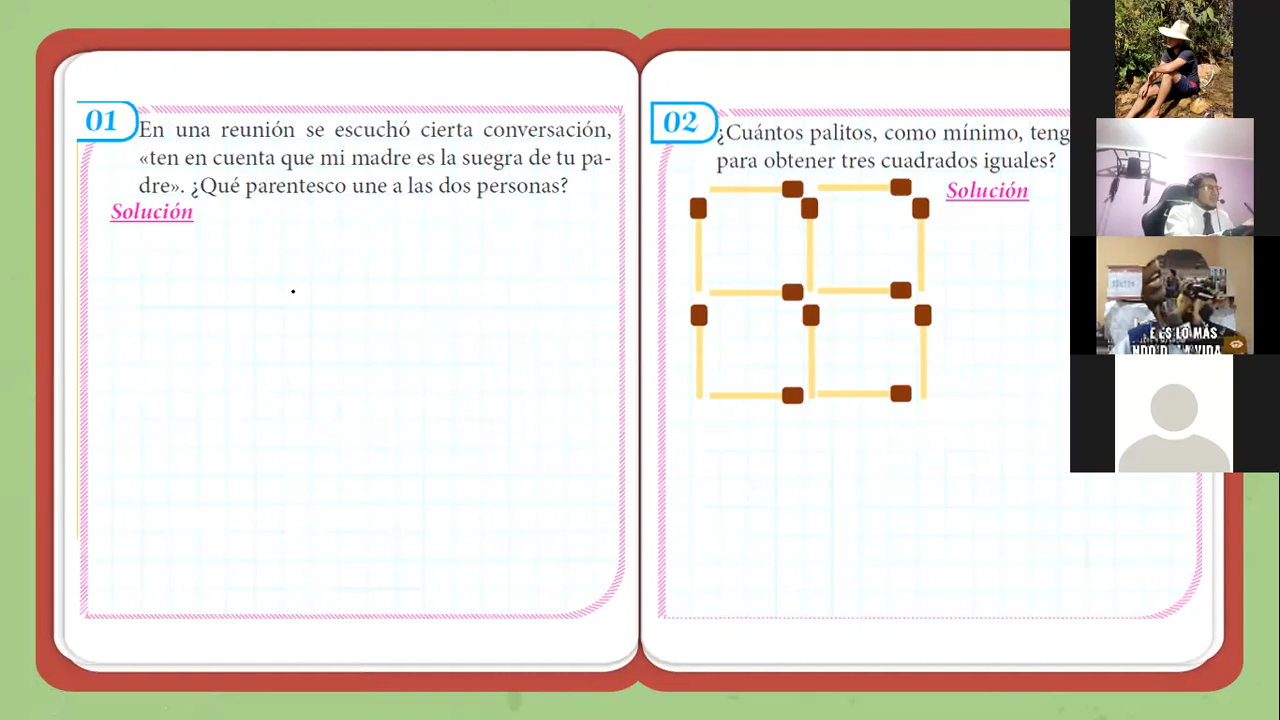 01
En una reunión se escuchó cierta conversación,
«ten en cuenta que mi madre es la suegra de tu pa-
dre». ¿Qué parentesco une a las dos personas?
Solución
02
¿Cuántos palitos, como mínimo, teng
para obtener tres cuadrados iguales?
Solución
E ES LO MÁS
LA VIDA